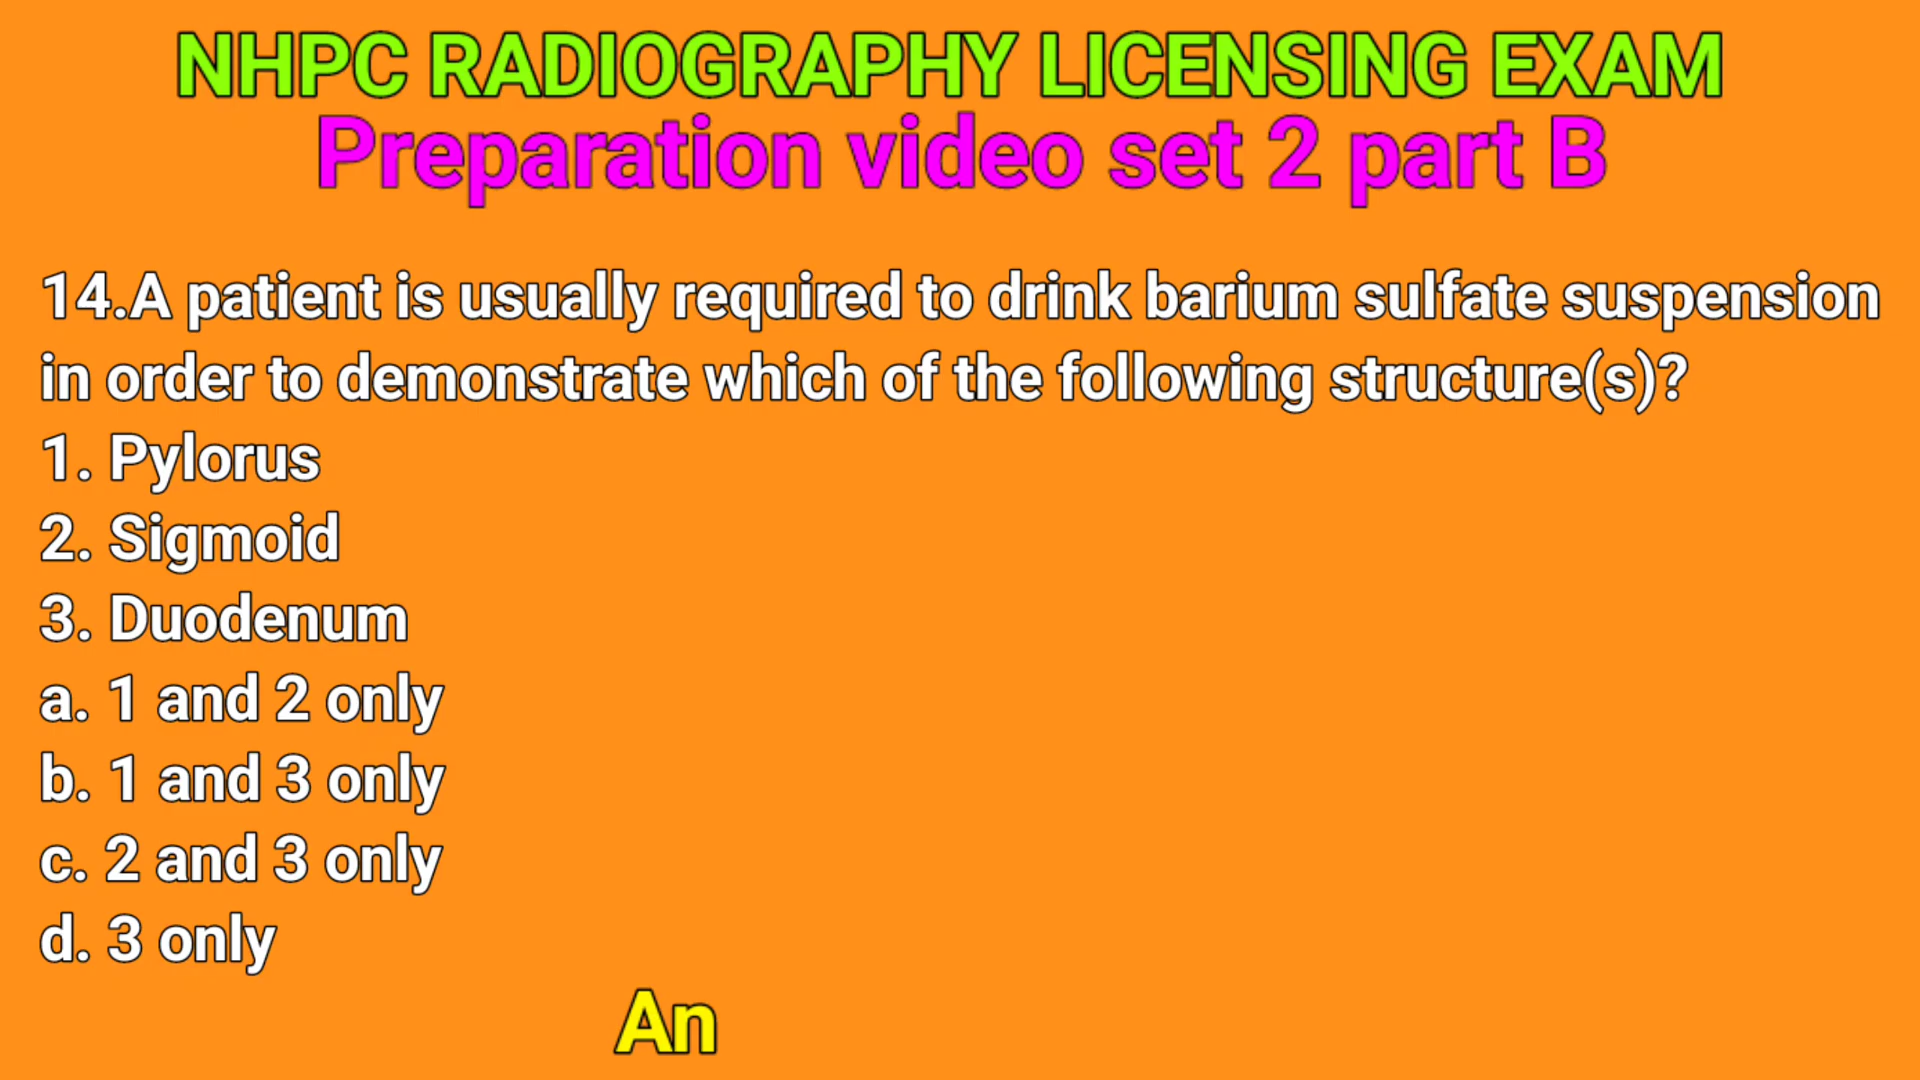 NHPC RADIOGRAPHY LICENSING EXAM
Preparation video set 2 part B
14.A patient is usually required to drink barium sulfate suspension
in order to demonstrate which of the following structure(s)?
1. Pylorus
2. Sigmoid
3. Duodenum
a. 1 and 2 only
b. 1 and 3 only
c. 2 and 3 only
d. 3 only
An